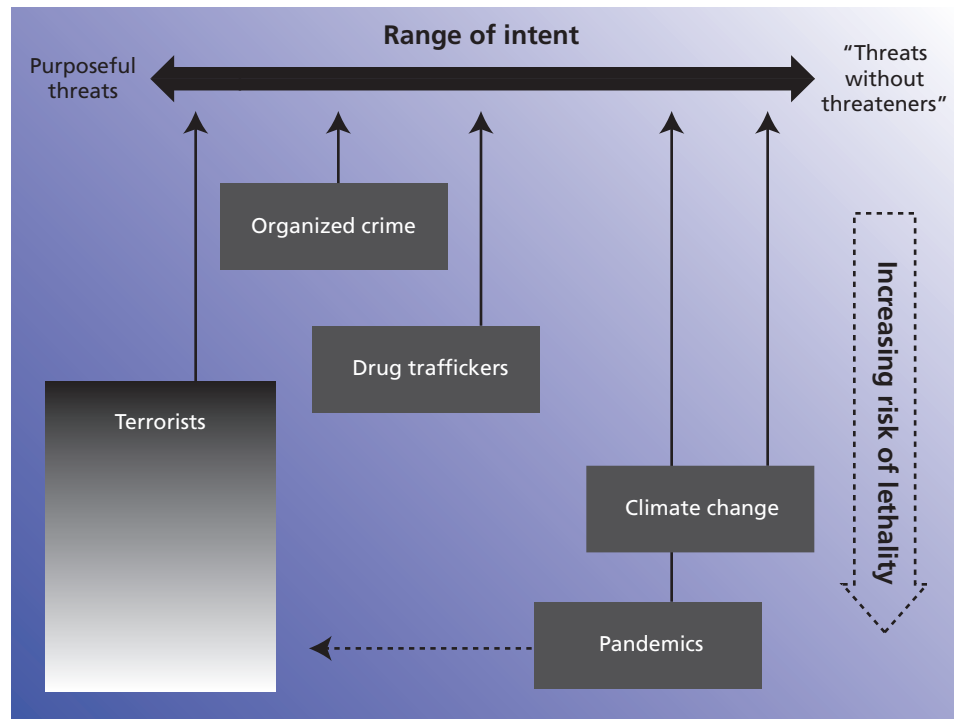 Range of intent
Purposeful
threats
“Threats
without
threateners”
Organized crime
Drug traffickers
Terrorists
Climate change
Pandemics
Increasing risk of lethality